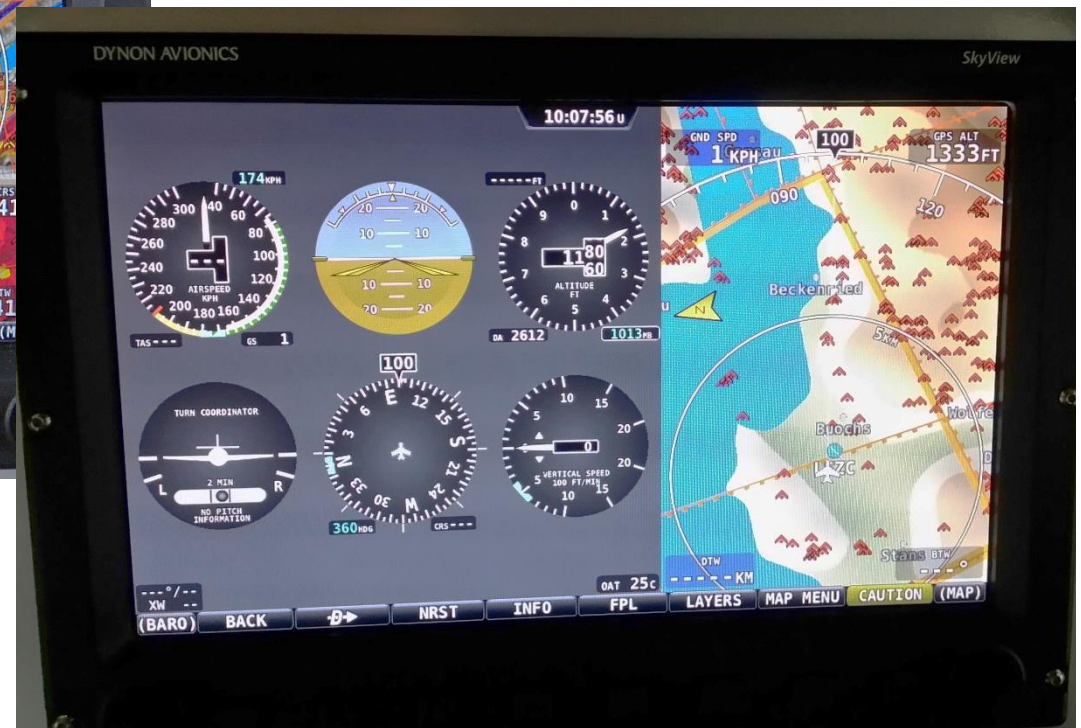 DYNON AVIONICS
SkyView
10:07:56 U
GND SPD
1 KPH
100
GPS ALT
1333FT
090
120
Beckenried
5KM
Buochs
LSZC
Stans
N
DTW
-----KM
BTW
---°
174KPH
300 40 60 80 100 120 140 160 180 200 220 240 260 280
AIRSPEED
KPH
TAS---
GS 1
20 20
10 10
10 10
20 20
-----FT
0 1 2 3 4 5 6 7 8 9
11 80
60
ALTITUDE
FT
DA 2612
1013MB
TURN COORDINATOR
2 MIN
L R
NO PITCH
INFORMATION
100
N 3 6 E 12 15 S 21 24 W 30 33
360HDG
CRS---
5 10 15 20
0
VERTICAL SPEED
100 FT/MIN
5 10 15 20
---°/--
XW --
OAT 25C
(BARO) BACK D NRST INFO FPL LAYERS MAP MENU CAUTION (MAP)